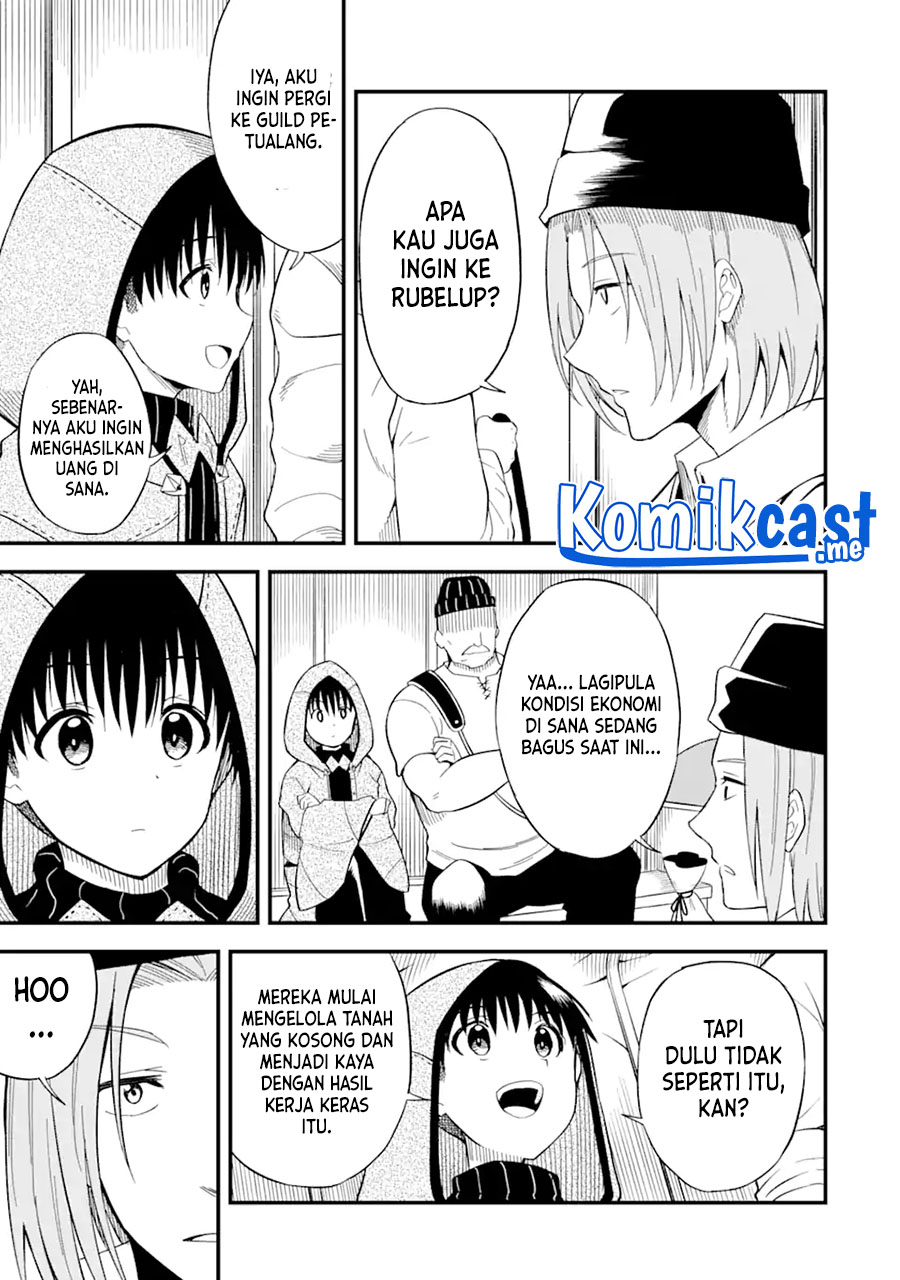 APA
KAU JUGA
INGIN KE
RUBELUP?
IYA, AKU
INGIN PERGI
KE GUILD PE-
TUALANG.
YAH,
SEBENAR-
NYA AKU INGIN
MENGHASILKAN
UANG DI
SANA.
Komikcast
.me
YAA... LAGIPULA
KONDISI EKONOMI
DI SANA SEDANG
BAGUS SAAT INI...
TAPI
DULU TIDAK
SEPERTI ITU,
KAN?
MEREKA MULAI
MENGELOLA TANAH
YANG KOSONG DAN
MENJADI KAYA
DENGAN HASIL
KERJA KERAS
ITU.
HOO
...